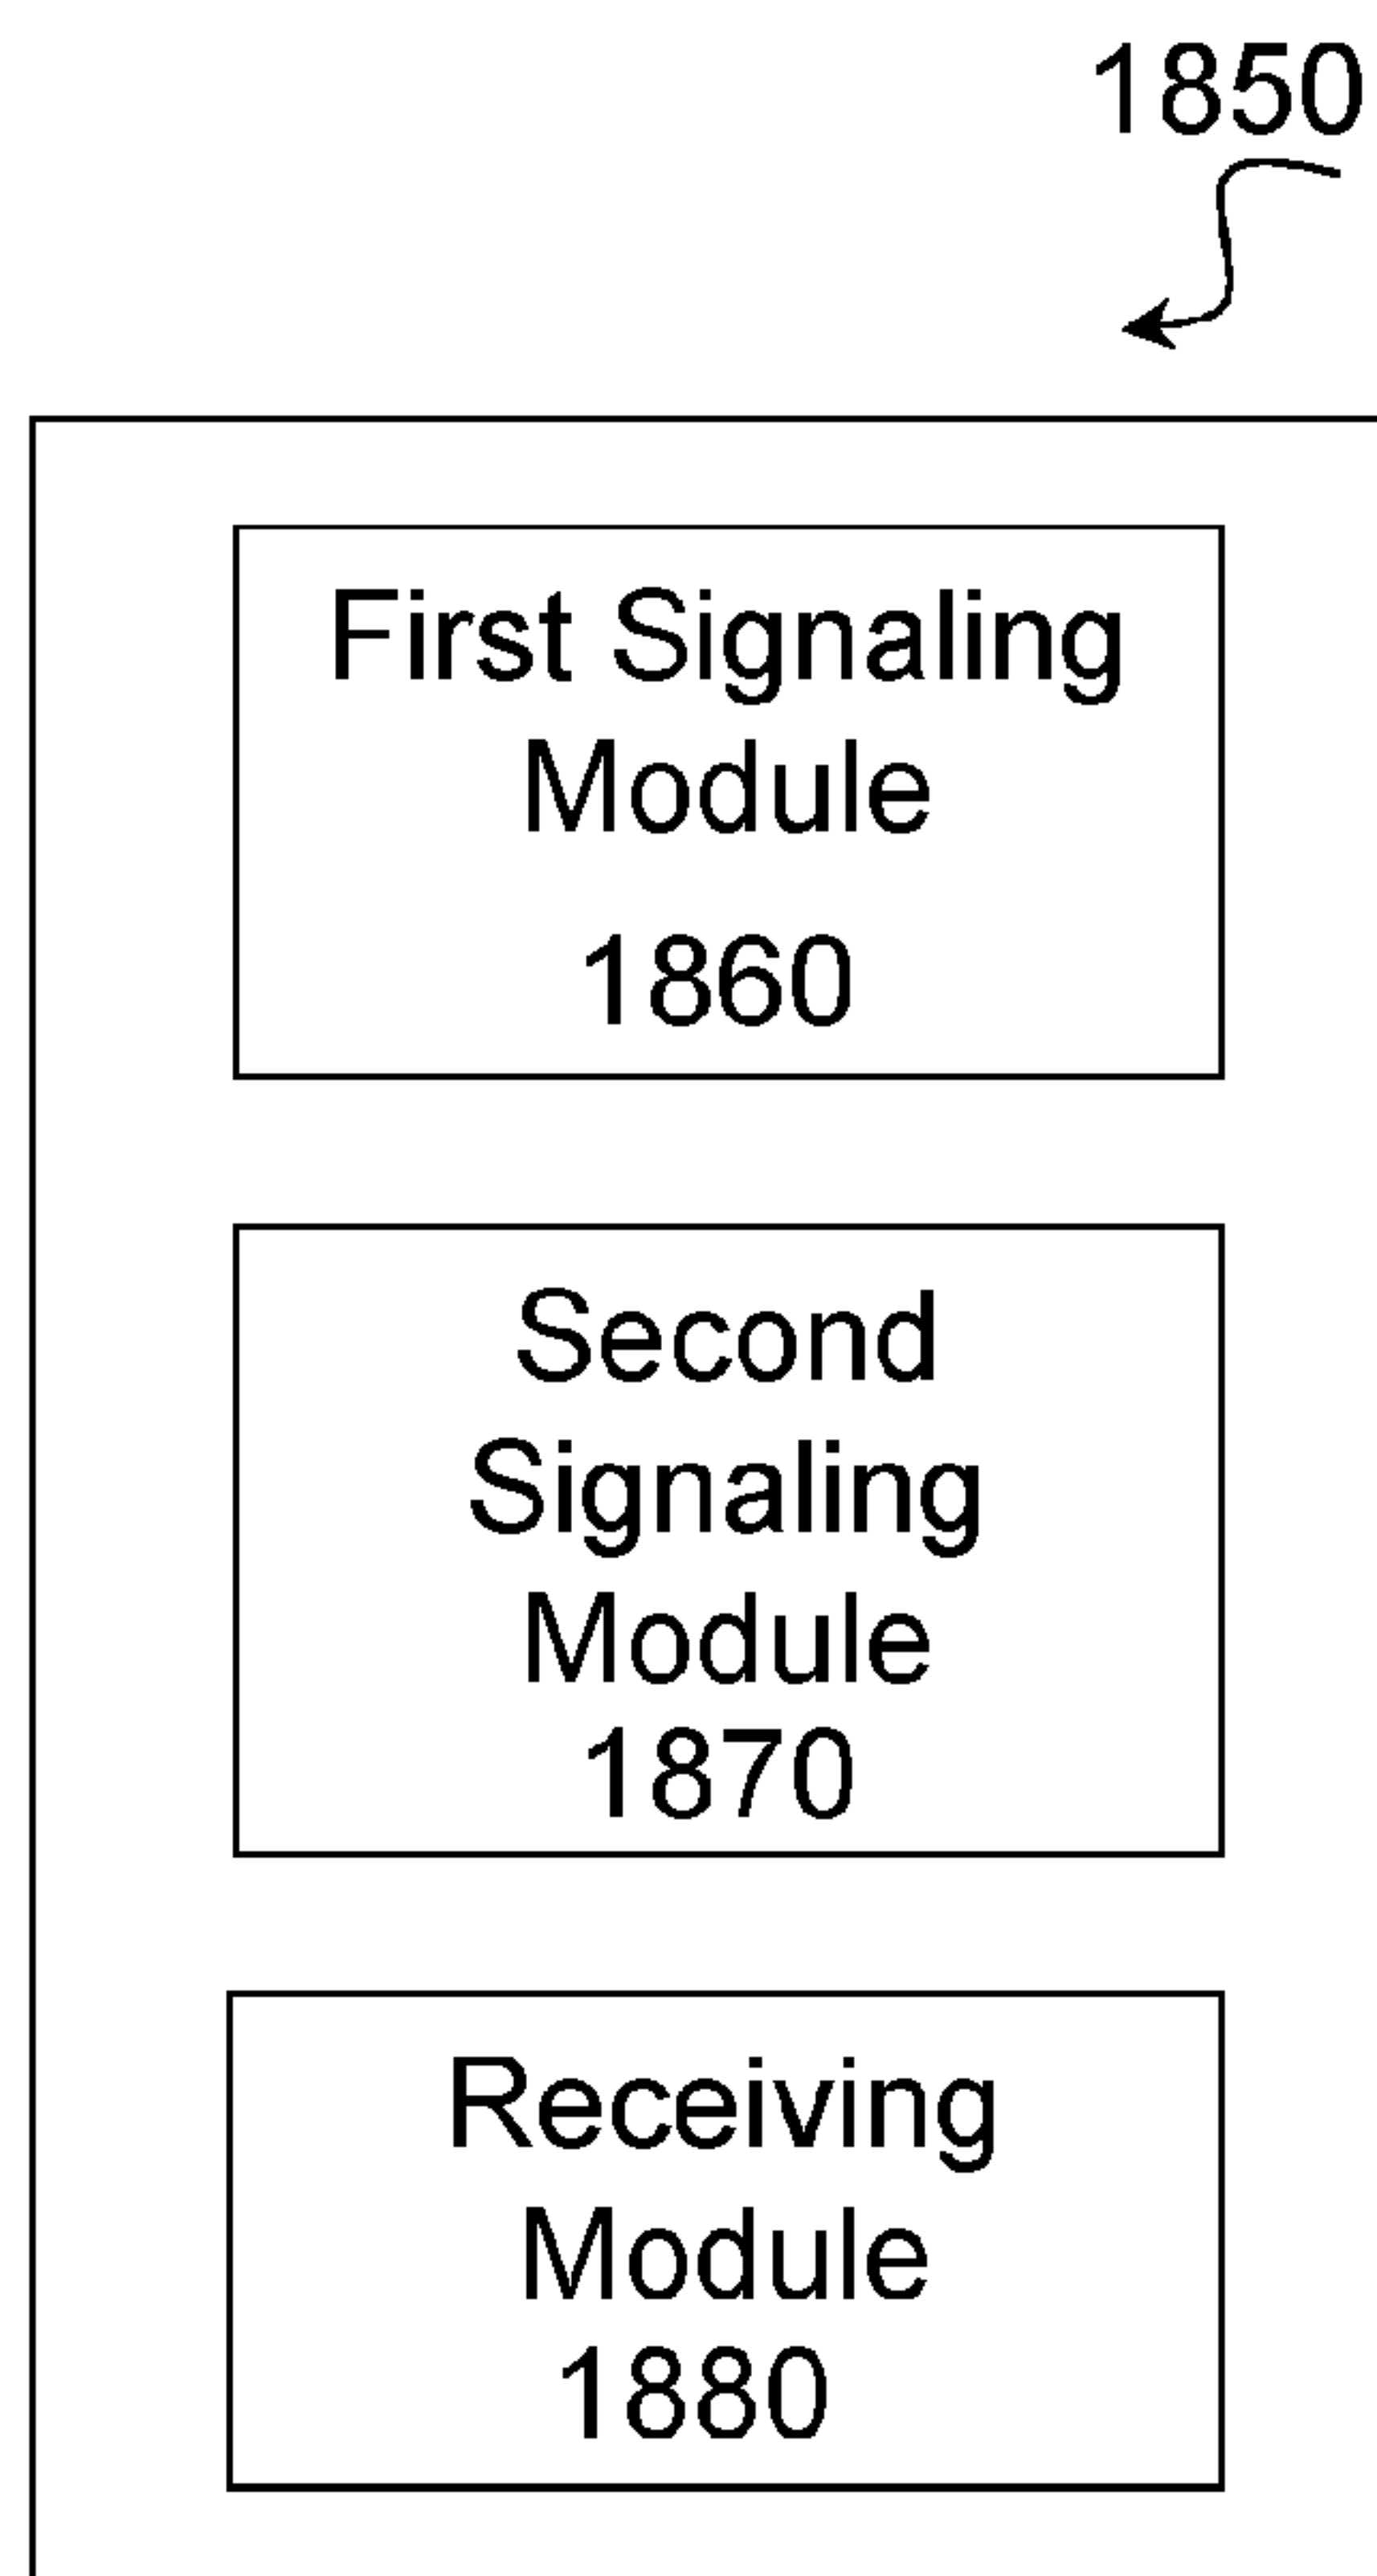 1850
First Signaling
Module
1860
Second
Signaling
Module
1870
Receiving
Module
1880